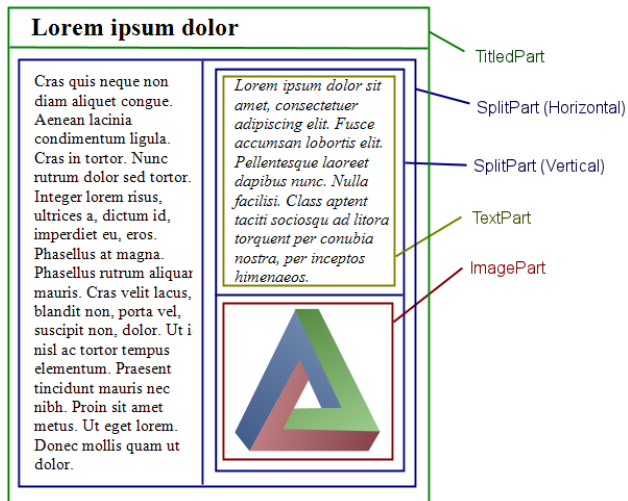 Lorem ipsum dolor
Cras quis neque non
diam aliquet congue.
Aenean lacinia
condimentum ligula.
Cras in tortor. Nunc
rutrum dolor sed tortor.
Integer lorem risus,
ultrices a, dictum id,
imperdiet eu, eros.
Phasellus at magna.
Phasellus rutrum aliquar
mauris. Cras velit lacus,
blandit non, porta vel,
suscipit non, dolor. Ut i
nisl ac tortor tempus
elementum. Praesent
tincidunt mauris nec
nibh. Proin sit amet
metus. Ut eget lorem.
Donec mollis quam ut
dolor.
Lorem ipsum dolor sit
amet, consectetuer
adipiscing elit. Fusce
accumsan lobortis elit.
Pellentesque laoreet
dapibus nunc. Nulla
facilisi. Class aptent
taciti sociosqu ad litora
torquent per conubia
nostra, per inceptos
himenaeos.
TitledPart
SplitPart (Horizontal)
SplitPart (Vertical)
TextPart
ImagePart